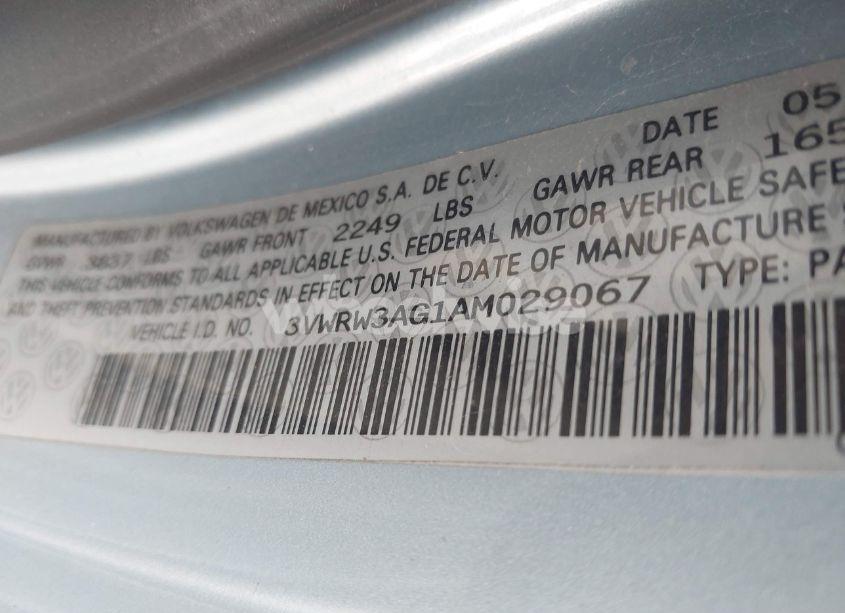 DATE 05
MANUFACTURED BY VOLKSWAGEN DE MEXICO S.A. DE C.V.
GVWR 3837 LBS GAWR FRONT 2249 LBS GAWR REAR 165
THIS VEHICLE CONFORMS TO ALL APPLICABLE U.S. FEDERAL MOTOR VEHICLE SAFE
AND THEFT PREVENTION STANDARDS IN EFFECT ON THE DATE OF MANUFACTURE S
VEHICLE I.D. NO. 3VWRW3AG1AM029067 TYPE: PA